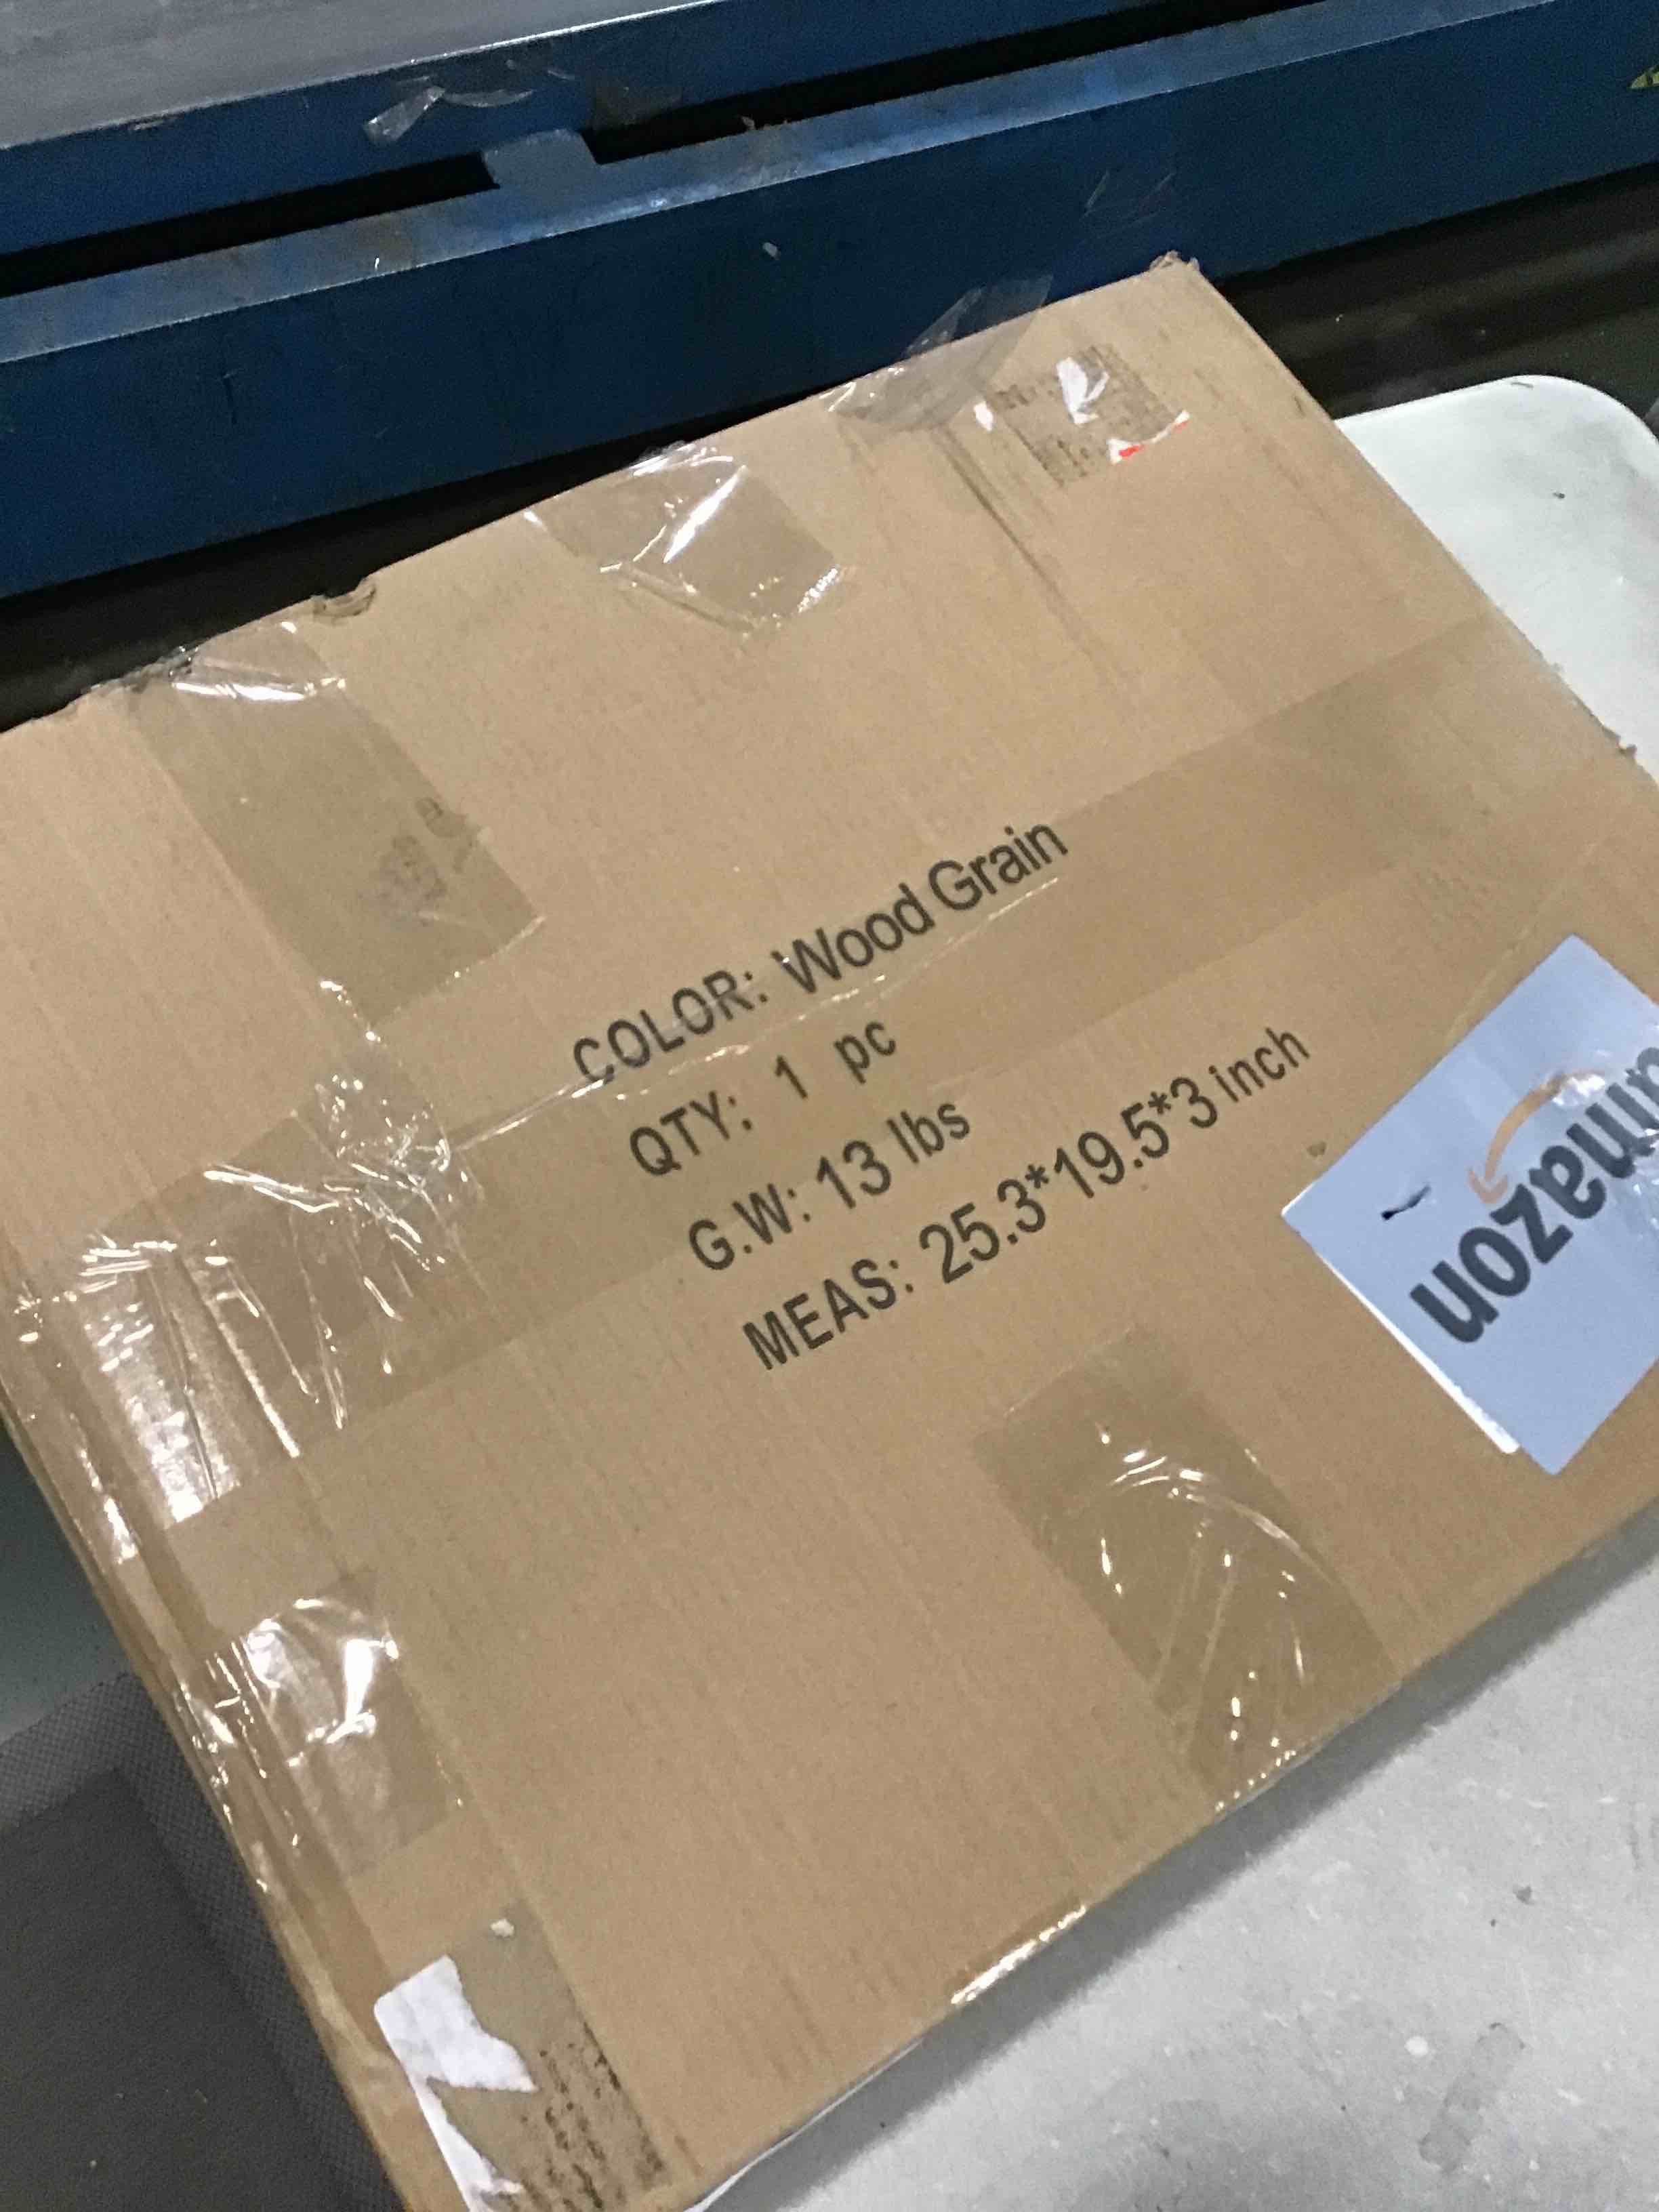 COLOR: Wood Grain
QTY: 1 pc
G.W: 13 lbs
MEAS: 25.3*19.5*3 inch
amazon